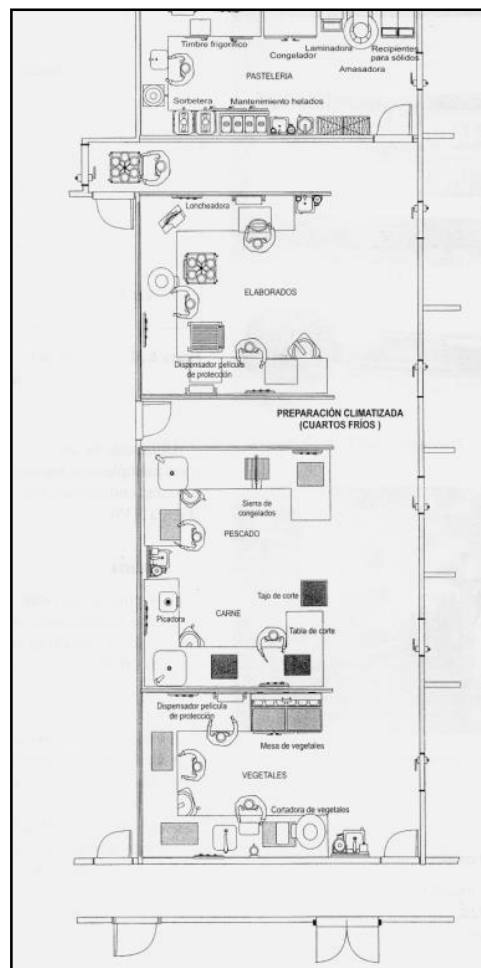 Timbre frigorífico
Congelador
Laminadora
Recipientes
para sólidos
Amasadora
PASTELERIA
Sorbetera
Mantenimiento helados
Loncheadora
ELABORADOS
Dispensador película
de protección
PREPARACIÓN CLIMATIZADA
(CUARTOS FRÍOS )
Sierra de
congelados
PESCADO
Tajo de corte
Picadora
CARNE
Tabla de corte
Dispensador película
de protección
Mesa de vegetales
VEGETALES
Cortadora de vegetales